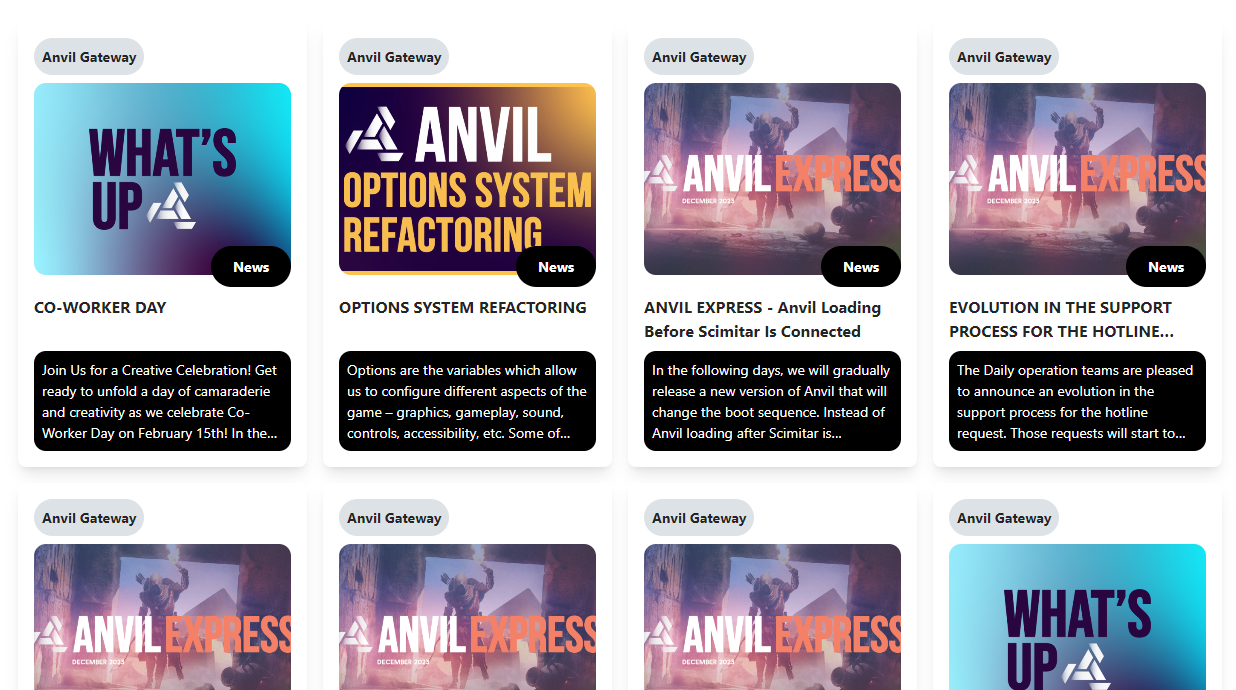 Anvil Gateway
WHAT'S
UP
News
CO-WORKER DAY
Join Us for a Creative Celebration! Get
ready to unfold a day of camaraderie
and creativity as we celebrate Co-
Worker Day on February 15th! In the...
Anvil Gateway
ANVIL
OPTIONS SYSTEM
REFACTORING
News
OPTIONS SYSTEM REFACTORING
Options are the variables which allow
us to configure different aspects of the
game – graphics, gameplay, sound,
controls, accessibility, etc. Some of...
Anvil Gateway
ANVIL EXPRESS
DECEMBER 2023
News
ANVIL EXPRESS - Anvil Loading
Before Scimitar Is Connected
In the following days, we will gradually
release a new version of Anvil that will
change the boot sequence. Instead of
Anvil loading after Scimitar is...
Anvil Gateway
ANVIL EXPRESS
DECEMBER 2023
News
EVOLUTION IN THE SUPPORT
PROCESS FOR THE HOTLINE...
The Daily operation teams are pleased
to announce an evolution in the
support process for the hotline
request. Those requests will start to...
Anvil Gateway
ANVIL EXPRESS
DECEMBER 2023
Anvil Gateway
ANVIL EXPRESS
DECEMBER 2023
Anvil Gateway
ANVIL EXPRESS
DECEMBER 2023
Anvil Gateway
WHAT'S
UP